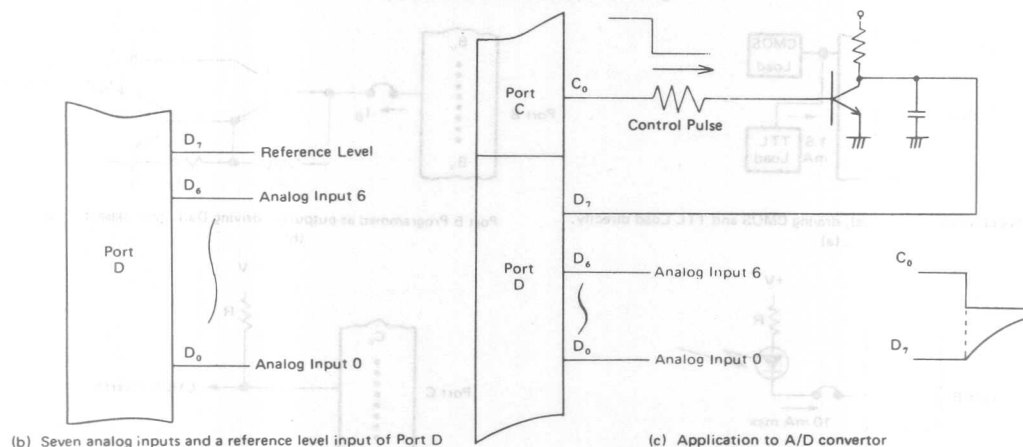 Port
C
C₀
Control Pulse
D₇
Reference Level
D₆
Analog Input 6
Port
D
D₀
Analog Input 0
D₇
Port
D
D₆
Analog Input 6
D₀
Analog Input 0
C₀
D₇
(b) Seven analog inputs and a reference level input of Port D
(c) Application to A/D convertor